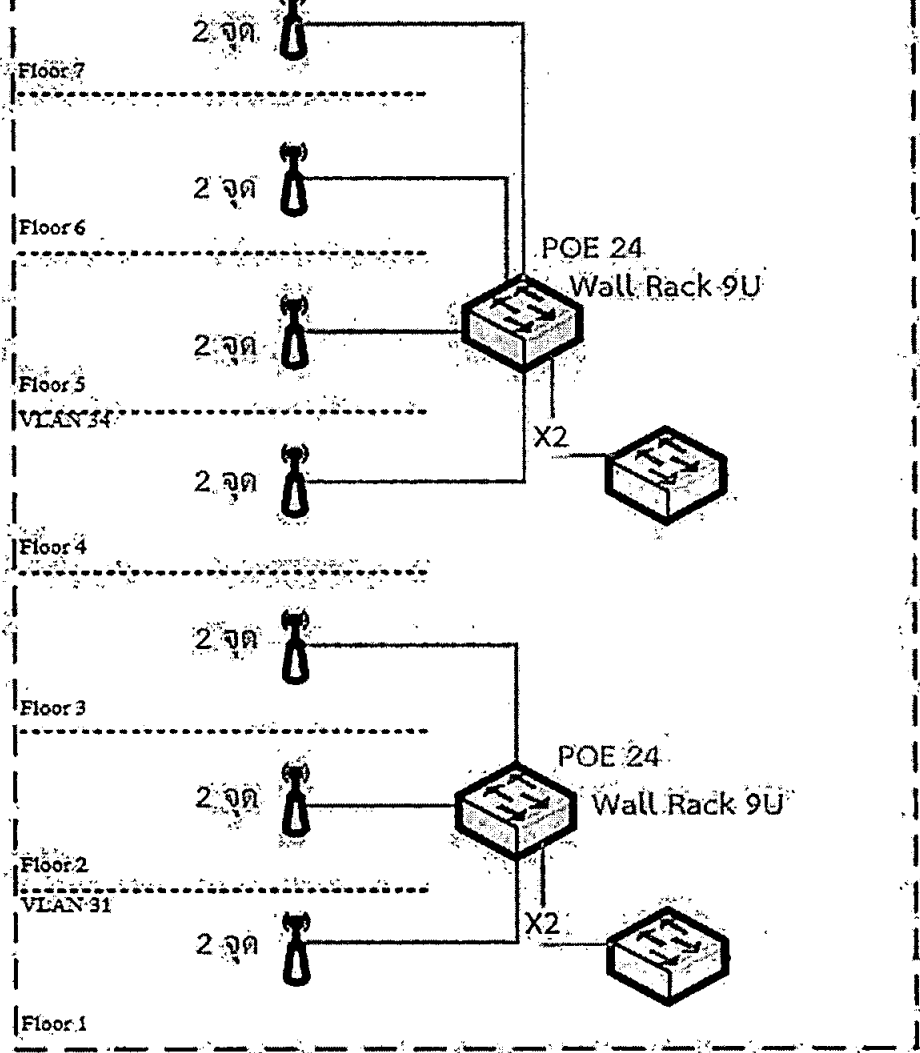 2 จุด
Floor 7
2 จุด
Floor 6
POE 24
Wall Rack 9U
2 จุด
Floor 5
VLAN 34
X2
2 จุด
Floor 4
2 จุด
Floor 3
POE 24
Wall Rack 9U
2 จุด
Floor 2
VLAN 31
X2
2 จุด
Floor 1